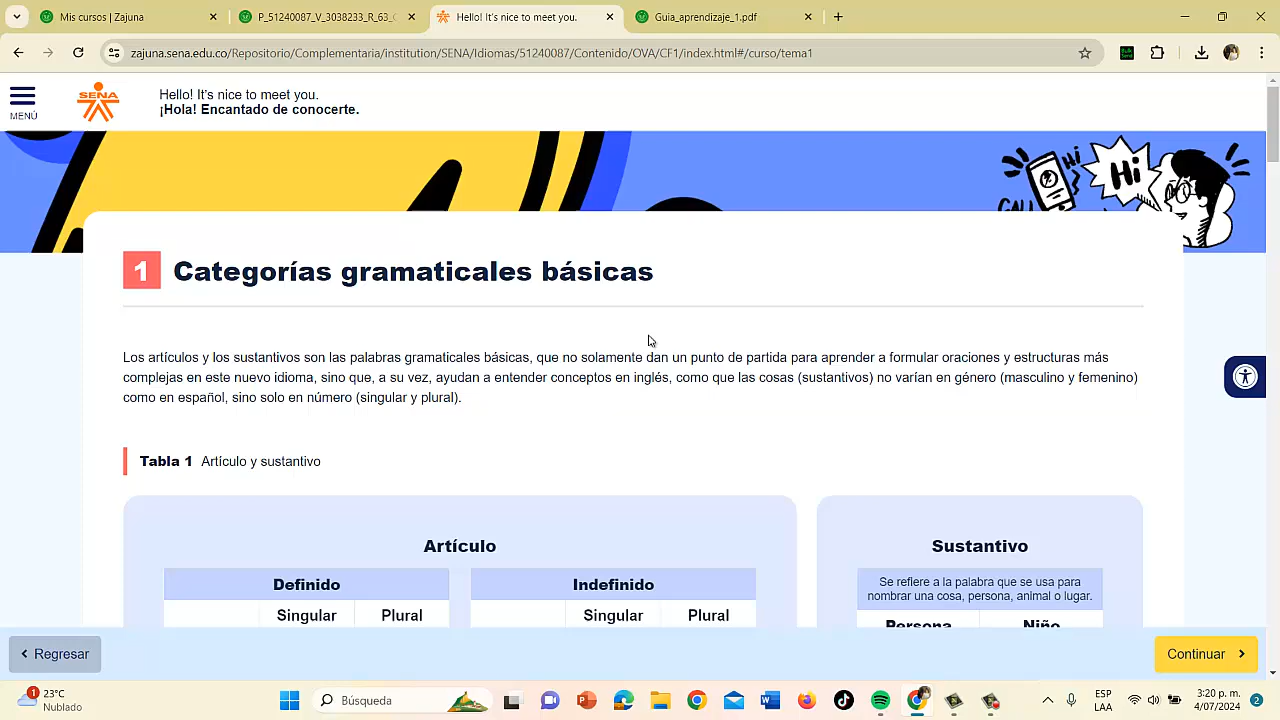 Mis cursos | Zajuna
P_51240087_V_3038233_R_63_C
Hello! It's nice to meet you.
Guia_aprendizaje_1.pdf
zajuna.sena.edu.co/Repositorio/Complementaria/institution/SENA/Idiomas/51240087/Contenido/OVA/CF1/index.html#/curso/tema1
MENÚ
SENA
Hello! It's nice to meet you.
¡Hola! Encantado de conocerte.
Hi
Hi
CALL
1 Categorías gramaticales básicas
Los artículos y los sustantivos son las palabras gramaticales básicas, que no solamente dan un punto de partida para aprender a formular oraciones y estructuras más
complejas en este nuevo idioma, sino que, a su vez, ayudan a entender conceptos en inglés, como que las cosas (sustantivos) no varían en género (masculino y femenino)
como en español, sino solo en número (singular y plural).
Tabla 1 Artículo y sustantivo
Artículo
Definido
Indefinido
Singular Plural
Singular Plural
Sustantivo
Se refiere a la palabra que se usa para
nombrar una cosa, persona, animal o lugar.
Persona Niño
Regresar
Continuar
1
23°C
Nublado
Búsqueda
ESP
LAA
3:20 p. m.
4/07/2024
2